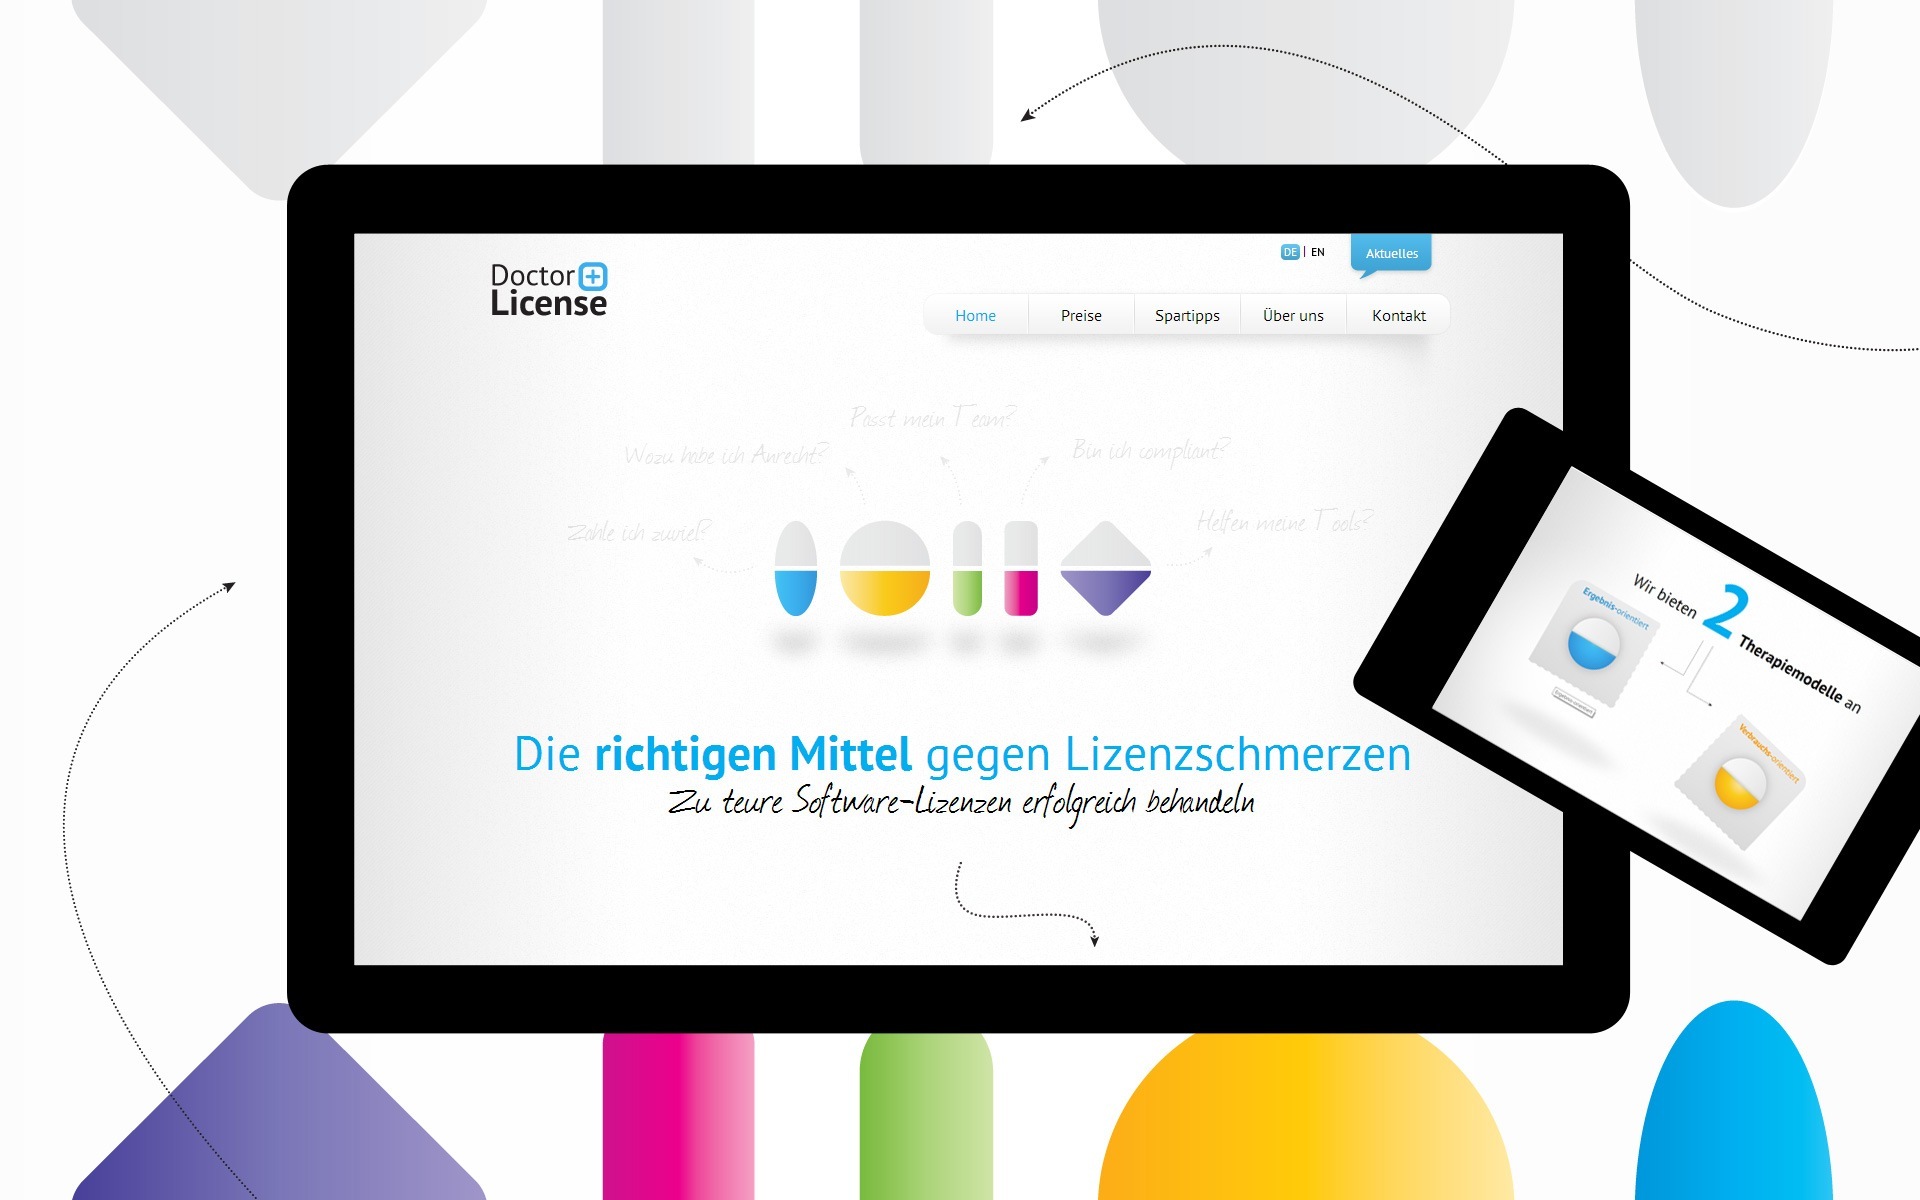 Doctor
License
DE | EN
Aktuelles
Home
Preise
Spartipps
Über uns
Kontakt
Passt mein Team?
Wozu habe ich Anrecht?
Bin ich compliant?
Zahle ich zuviel?
Helfen meine Tools?
Die richtigen Mittel gegen Lizenzschmerzen
Zu teure Software-Lizenzen erfolgreich behandeln
Wir bieten 2 Therapiemodelle an
Ergebnis-orientiert
Ergebnis-orientiert
Verbrauchs-orientiert